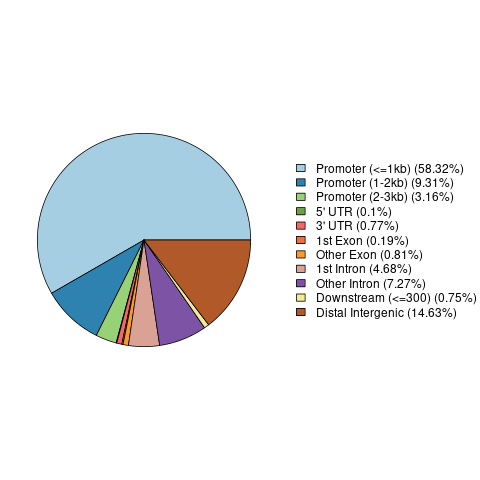 Promoter (<=1kb) (58.32%)
Promoter (1-2kb) (9.31%)
Promoter (2-3kb) (3.16%)
5' UTR (0.1%)
3' UTR (0.77%)
1st Exon (0.19%)
Other Exon (0.81%)
1st Intron (4.68%)
Other Intron (7.27%)
Downstream (<=300) (0.75%)
Distal Intergenic (14.63%)